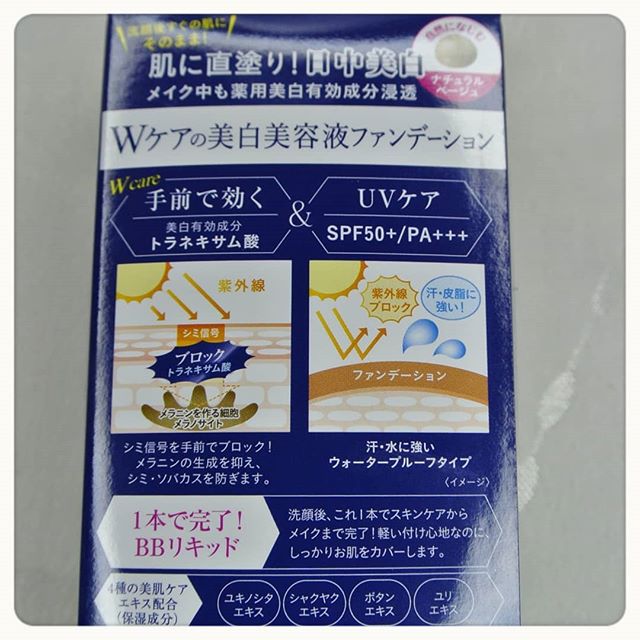 洗顔後すぐの肌に
そのまま!
肌に直塗り!日中美白
メイク中も薬用美白有効成分浸透
自然になじむ
ナチュラル
ベージュ
Wケアの美白美容液ファンデーション
W care
手前で効く
美白有効成分
トラネキサム酸
&
UVケア
SPF50+/PA+++
紫外線
シミ信号
ブロック
トラネキサム酸
メラニンを作る細胞
メラノサイト
紫外線
ブロック
汗・皮脂に
強い!
ファンデーション
シミ信号を手前でブロック!
メラニンの生成を抑え、
シミ・ソバカスを防ぎます。
汗・水に強い
ウォータープルーフタイプ
〈イメージ〉
1本で完了!
BBリキッド
洗顔後、これ1本でスキンケアから
メイクまで完了!軽い付け心地なのに、
しっかりお肌をカバーします。
4種の美肌ケア
エキス配合
(保湿成分)
ユキノシタ
エキス
シャクヤク
エキス
ボタン
エキス
ユリ
エキス